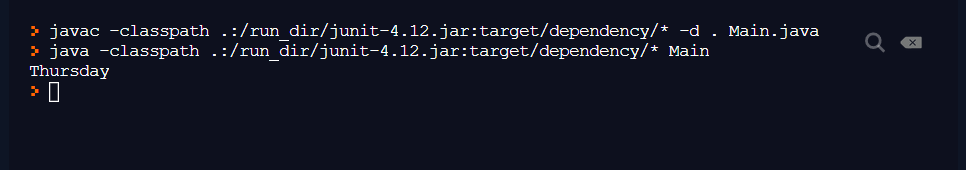 > javac -classpath .:/run_dir/junit-4.12.jar:target/dependency/* -d . Main.java
> java -classpath .:/run_dir/junit-4.12.jar:target/dependency/* Main
Thursday
>